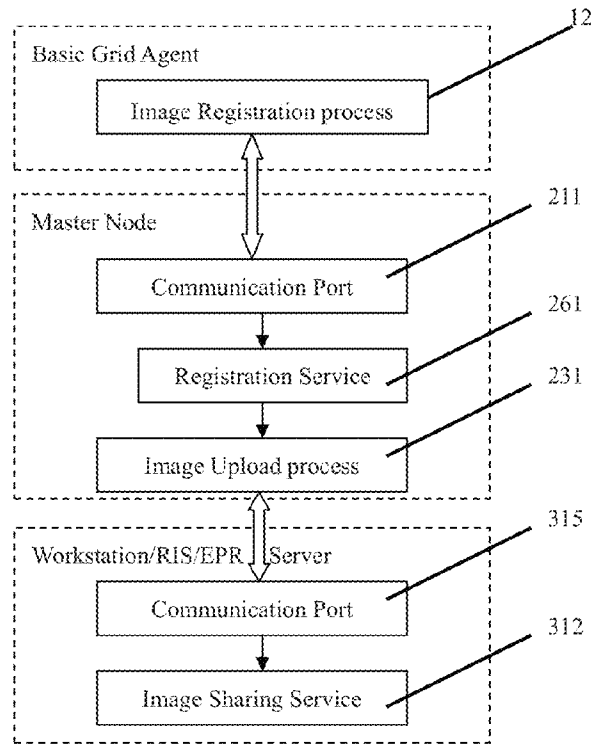 12
Basic Grid Agent
Image Registration process
211
Master Node
Communication Port
261
Registration Service
231
Image Upload process
315
Workstation/RIS/EPR Server
Communication Port
312
Image Sharing Service